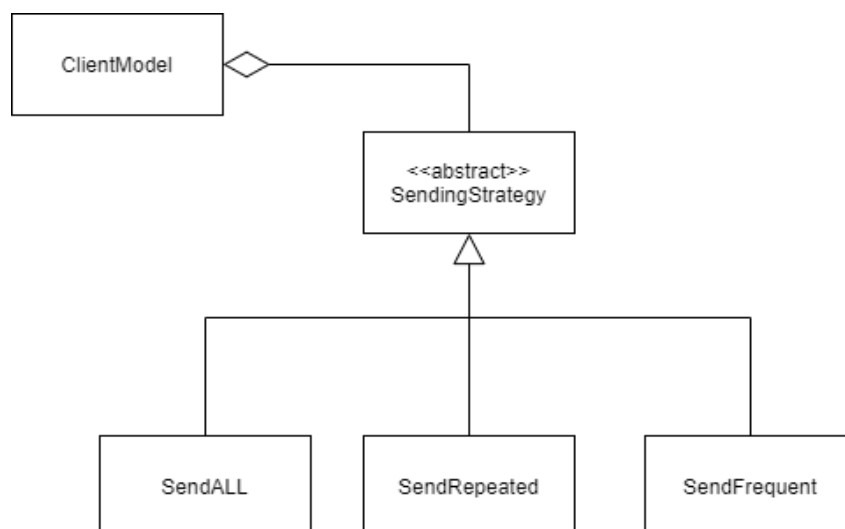 ClientModel
<<abstract>>
SendingStrategy
SendALL
SendRepeated
SendFrequent